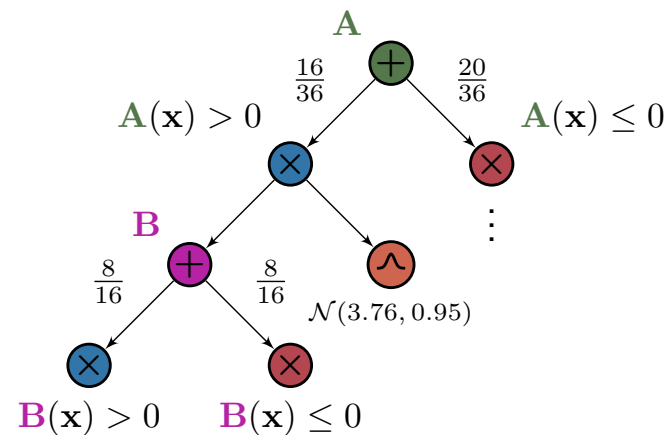 A
16/36 20/36
A(x) > 0 A(x) ≤ 0
B
8/16 8/16
N(3.76, 0.95)
B(x) > 0 B(x) ≤ 0